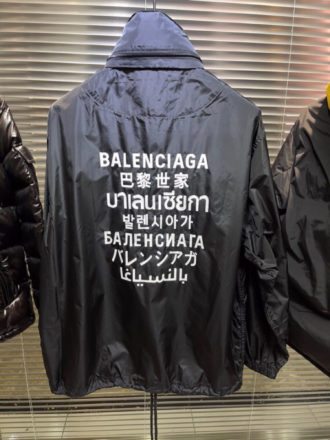 BALENCIAGA
巴黎世家
บาเลนเซียกา
발렌시아가
БАЛЕНСИАГА
バレンシアガ
بالنسياغا